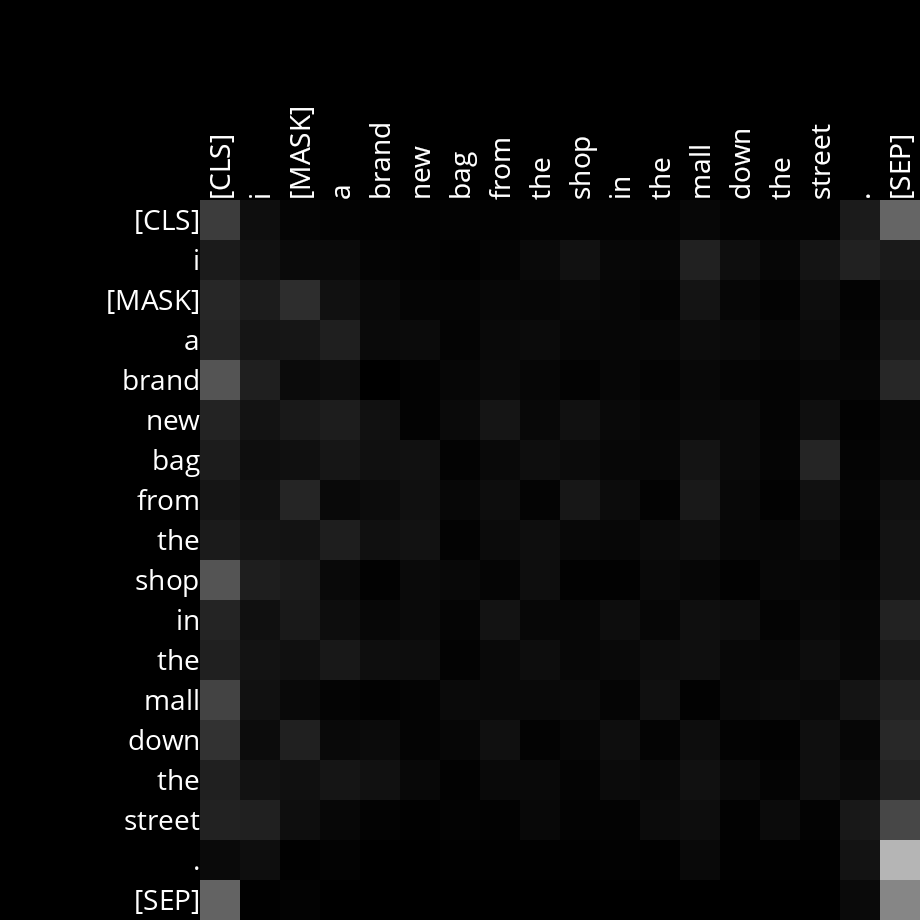 [CLS] i [MASK] a brand new bag from the shop in the mall down the street . [SEP]
[CLS]
i
[MASK]
a
brand
new
bag
from
the
shop
in
the
mall
down
the
street
.
[SEP]